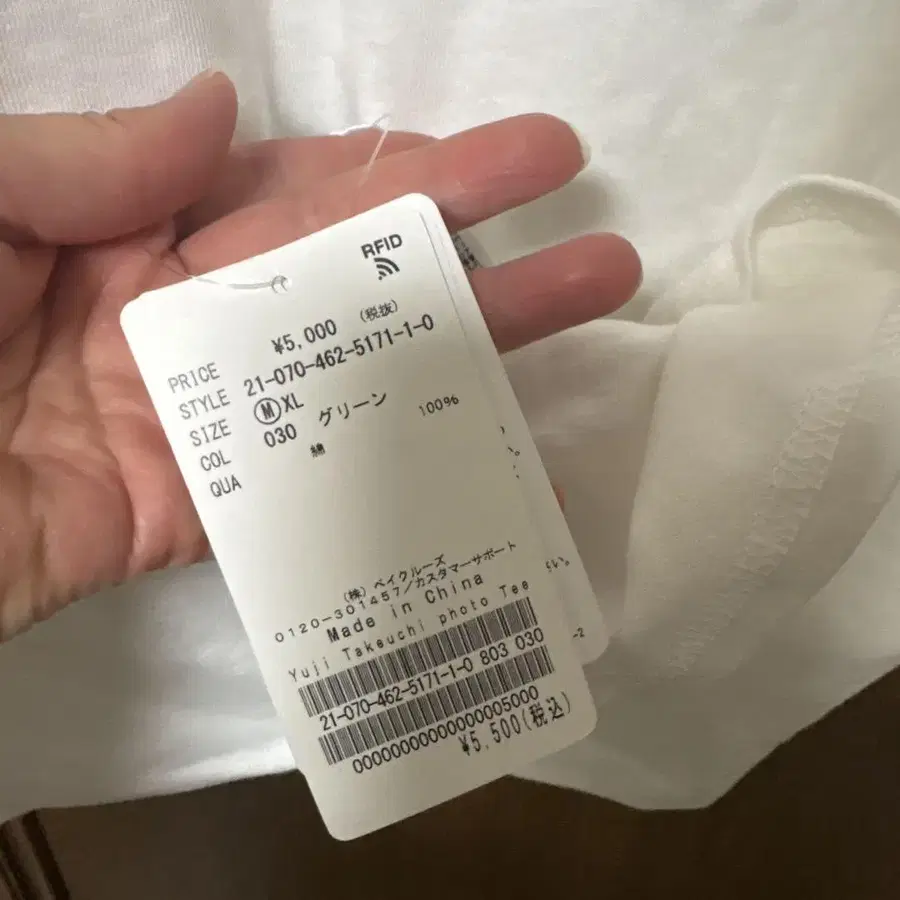 RFID
PRICE ¥5,000 (税抜)
STYLE 21-070-462-5171-1-0
SIZE Ⓜ XL
COL 030 グリーン
QUA 綿 100%
(株) ベイクルーズ
0120-301457/カスタマーサポート
Made in China
Yuji Takeuchi photo Tee
21-070-462-5171-1-0 803 030
00000000000000005000
¥5,500(税込)
い。
-2